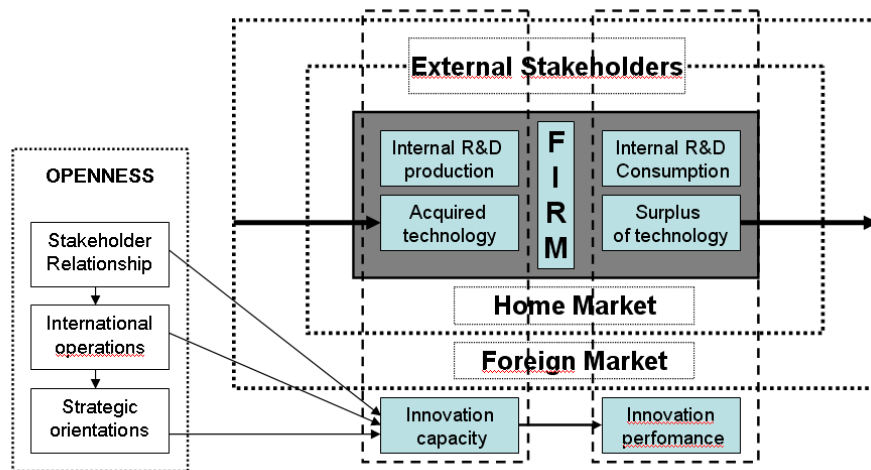 External Stakeholders
Internal R&D
production
F
I
R
M
Internal R&D
Consumption
Acquired
technology
Surplus
of technology
OPENNESS
Stakeholder
Relationship
International
operations
Strategic
orientations
Home Market
Foreign Market
Innovation
capacity
Innovation
perfomance